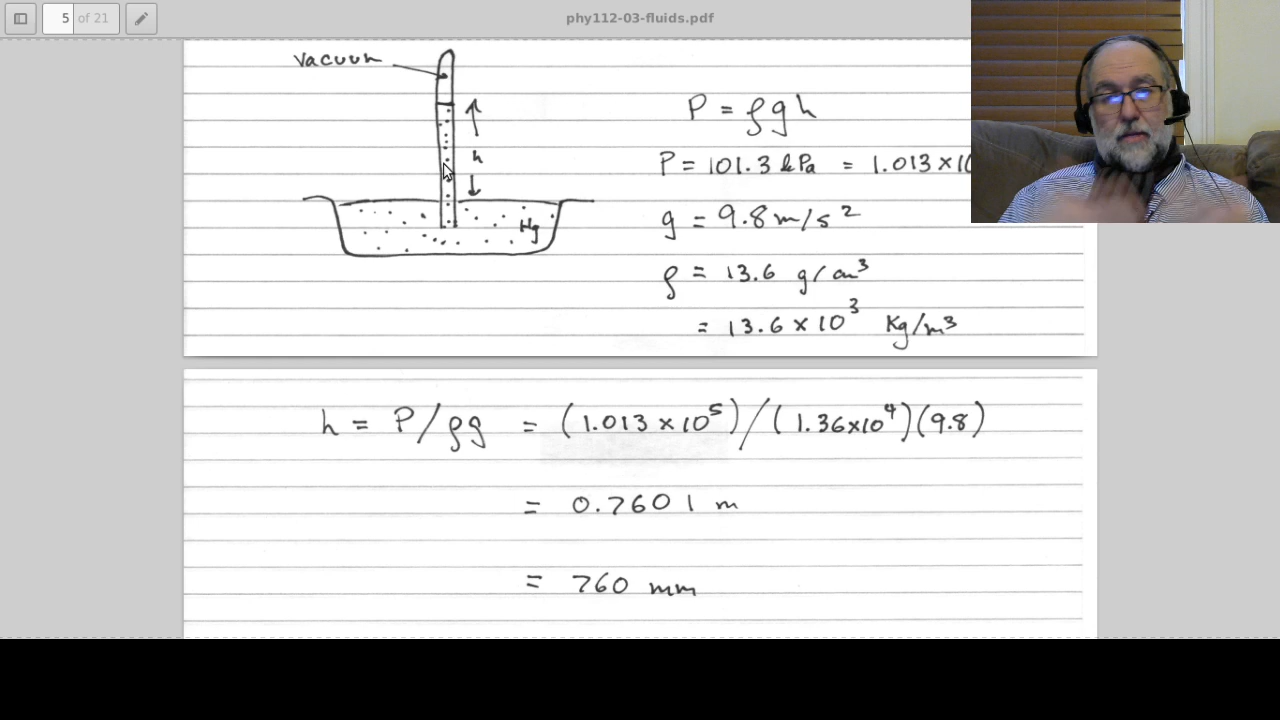 5 of 21
phy112-03-fluids.pdf
Vacuum
h
Hg
P = ρgh
P = 101.3 kPa = 1.013 × 10
g = 9.8 m/s²
ρ = 13.6 g/cm³
= 13.6 × 10³ Kg/m³
h = P/ρg = (1.013 × 10⁵)/(1.36×10⁴)(9.8)
= 0.7601 m
= 760 mm